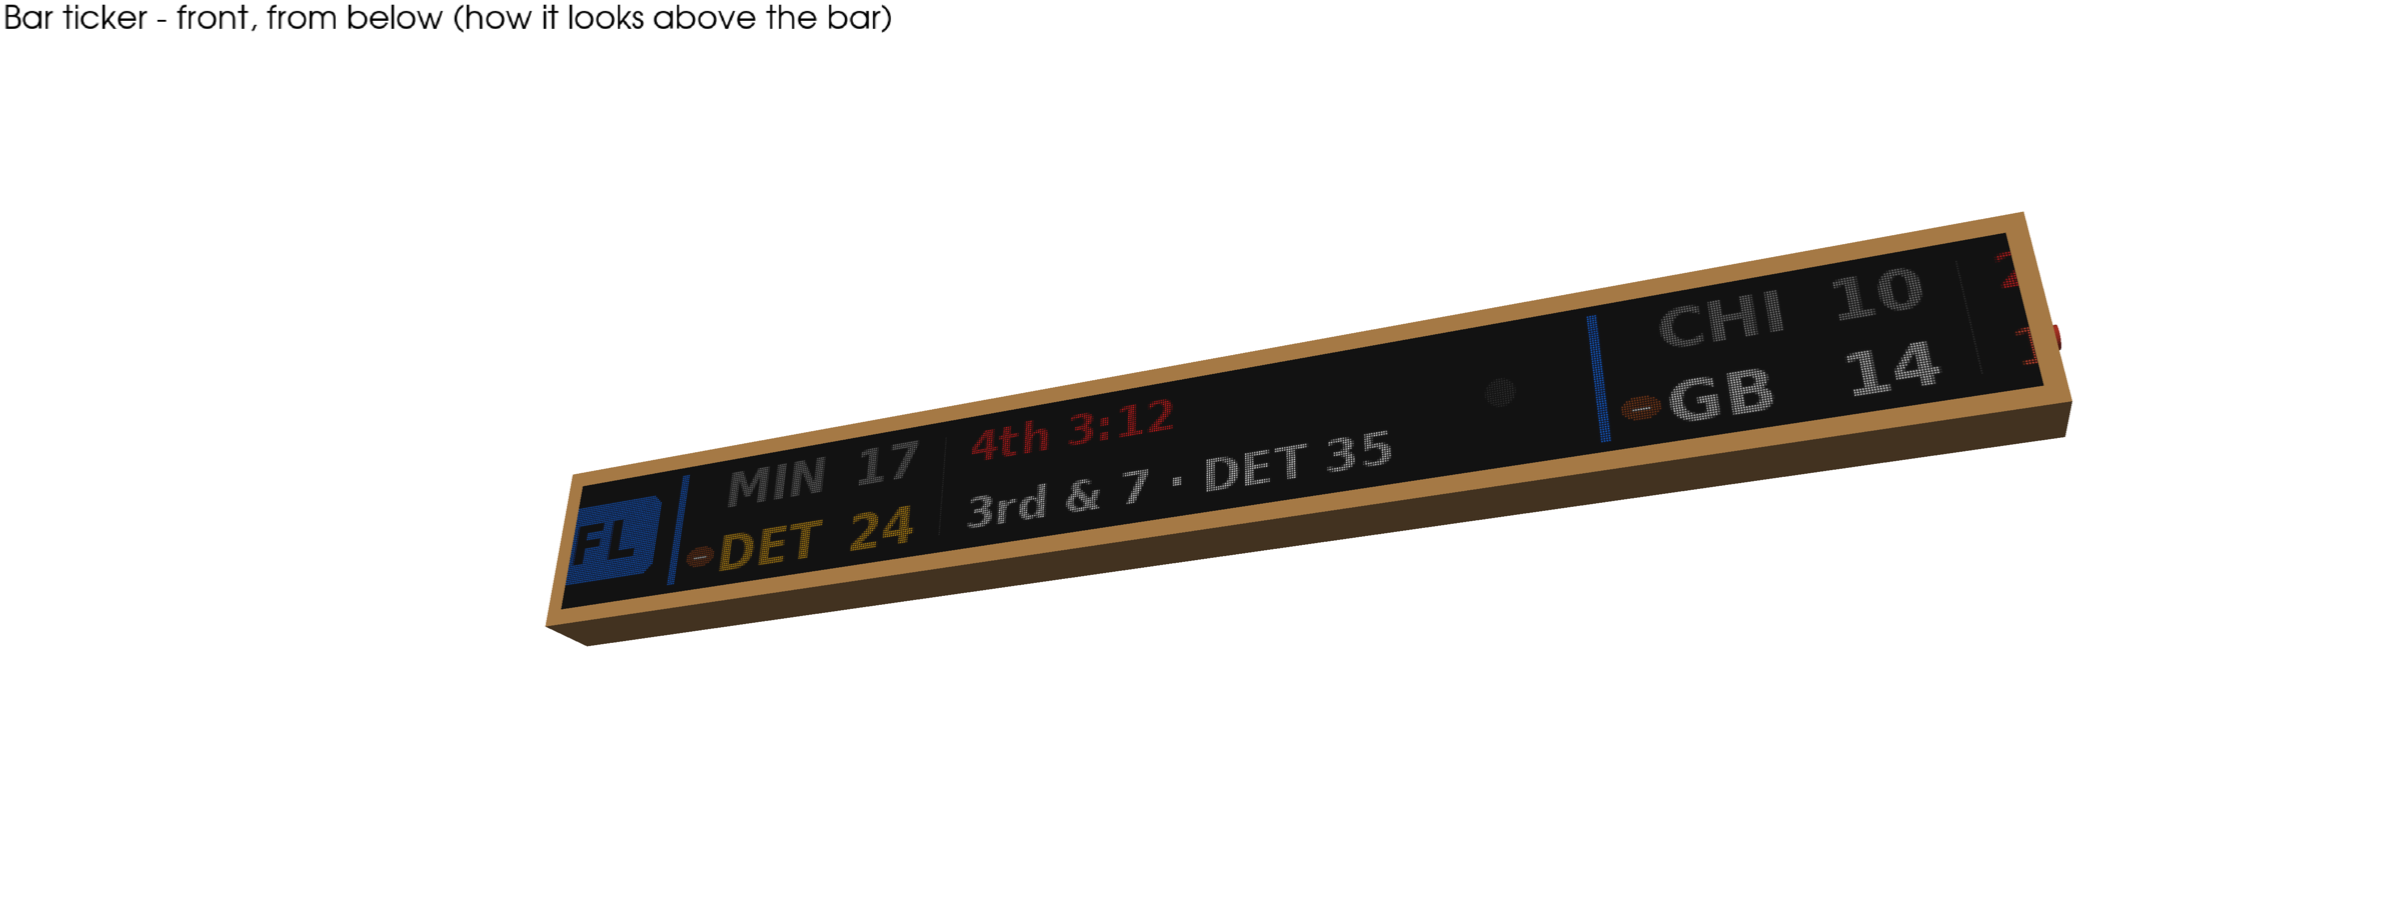 Bar ticker - front, from below (how it looks above the bar)
FL
MIN 17
DET 24
4th 3:12
3rd & 7 · DET 35
CHI 10
GB 14